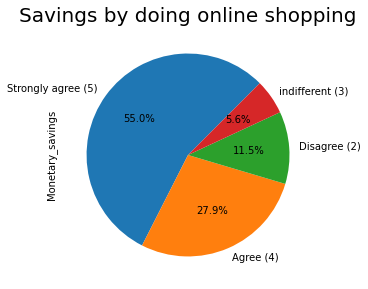 Savings by doing online shopping
Strongly agree (5)
indifferent (3)
55.0%
5.6%
Monetary_savings
11.5%
Disagree (2)
27.9%
Agree (4)